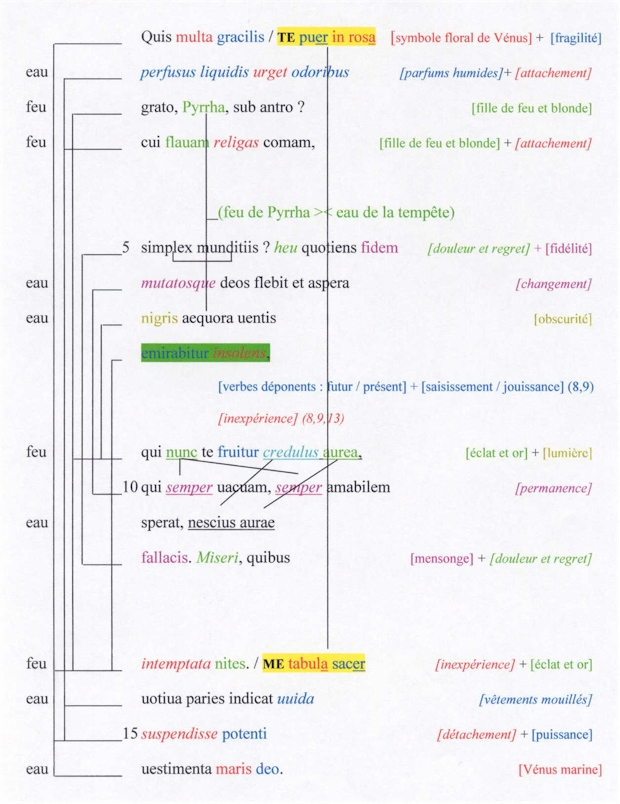 Quis multa gracilis / TE puer in rosa [symbole floral de Vénus] + [fragilité]
eau perfusus liquidis urget odoribus [parfums humides]+ [attachement]
feu grato, Pyrrha, sub antro ? [fille de feu et blonde]
feu cui flauam religas comam, [fille de feu et blonde] + [attachement]
(feu de Pyrrha >< eau de la tempête)
5 simplex munditiis ? heu quotiens fidem [douleur et regret] + [fidélité]
eau mutatosque deos flebit et aspera [changement]
eau nigris aequora uentis [obscurité]
emirabitur insolens,
[verbes déponents : futur / présent] + [saisissement / jouissance] (8,9)
[inexpérience] (8,9,13)
feu qui nunc te fruitur credulus aurea, [éclat et or] + [lumière]
10 qui semper uacuam, semper amabilem [permanence]
eau sperat, nescius aurae
fallacis. Miseri, quibus [mensonge] + [douleur et regret]
feu intemptata nites. / ME tabula sacer [inexpérience] + [éclat et or]
eau uotiua paries indicat uuida [vêtements mouillés]
15 suspendisse potenti [détachement] + [puissance]
eau uestimenta maris deo. [Vénus marine]